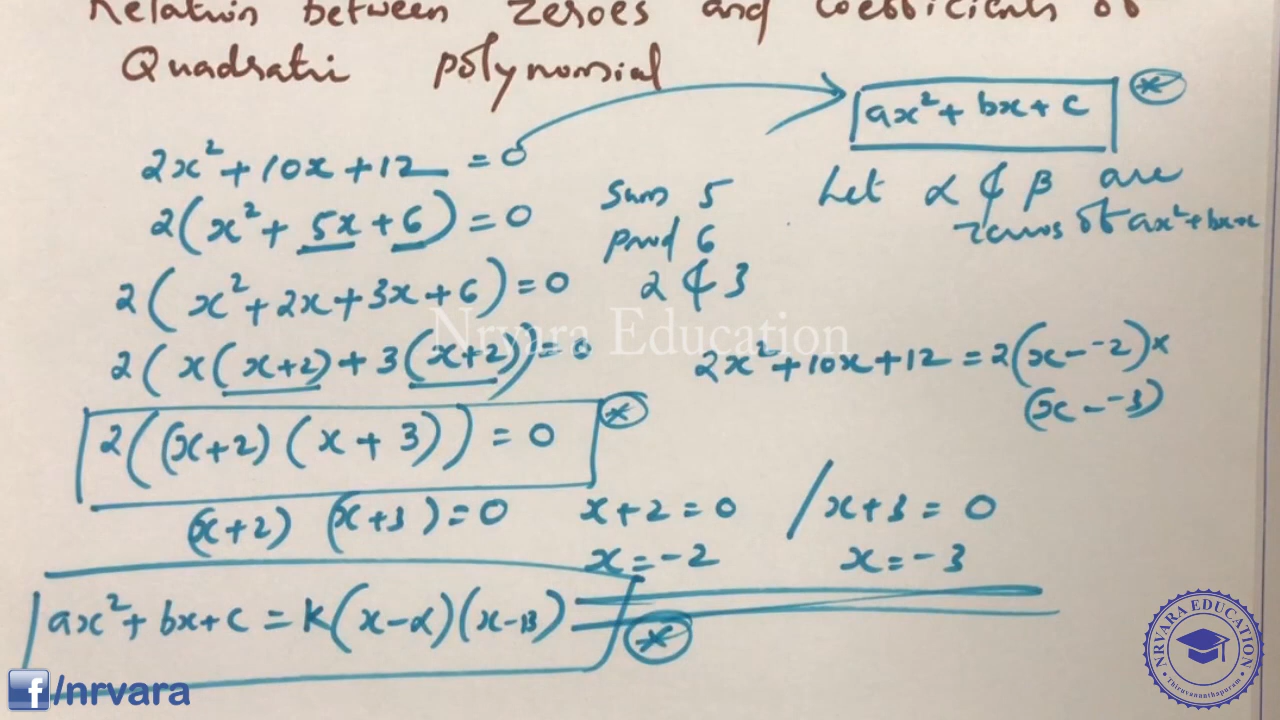 Relation between zeroes and coefficients of
Quadratic polynomial
2x² + 10x + 12 = 0
ax² + bx + c *
2(x² + 5x + 6) = 0
Sum 5
prod 6
2 & 3
Let α & β are
zeros of ax²+bx+c
2(x² + 2x + 3x + 6) = 0
2(x(x+2) + 3(x+2)) = 0
2x² + 10x + 12 = 2(x - -2) x
(x - -3)
2((x+2)(x+3)) = 0 *
(x+2) (x+3) = 0
x+2 = 0 / x+3 = 0
x = -2 x = -3
ax² + bx + c = K(x-α)(x-β) *
Nrvara Education
f/nrvara
NRVARA EDUCATION
Thiruvananthapuram